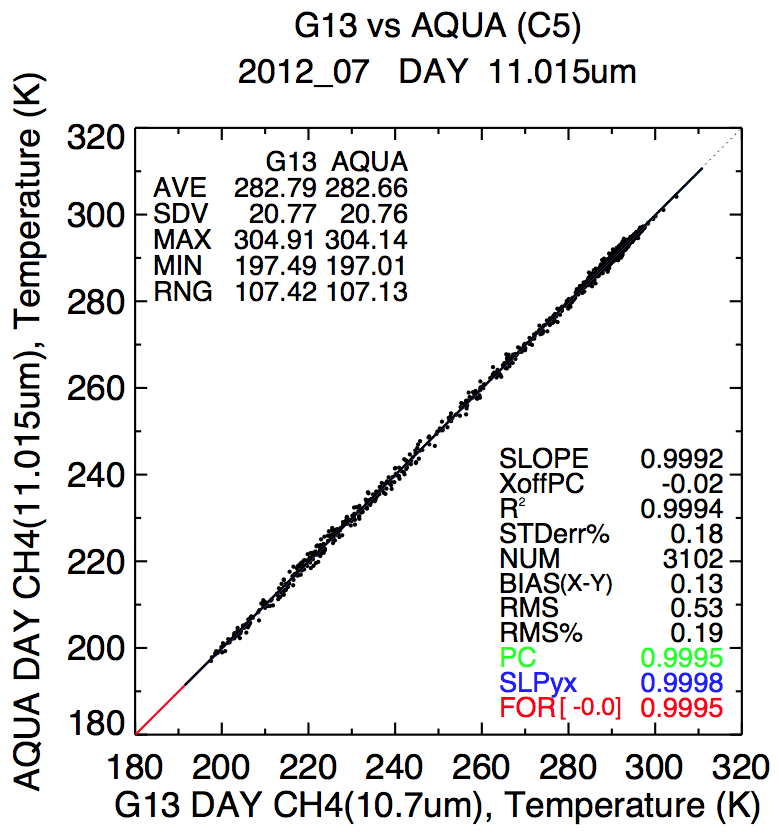 G13 vs AQUA (C5)
2012_07 DAY 11.015um
AQUA DAY CH4(11.015um), Temperature (K)
320
300
280
260
240
220
200
180
G13 AQUA
AVE 282.79 282.66
SDV 20.77 20.76
MAX 304.91 304.14
MIN 197.49 197.01
RNG 107.42 107.13
SLOPE 0.9992
XoffPC -0.02
R² 0.9994
STDerr% 0.18
NUM 3102
BIAS(X-Y) 0.13
RMS 0.53
RMS% 0.19
PC 0.9995
SLPyx 0.9998
FOR[ -0.0] 0.9995
180 200 220 240 260 280 300 320
G13 DAY CH4(10.7um), Temperature (K)